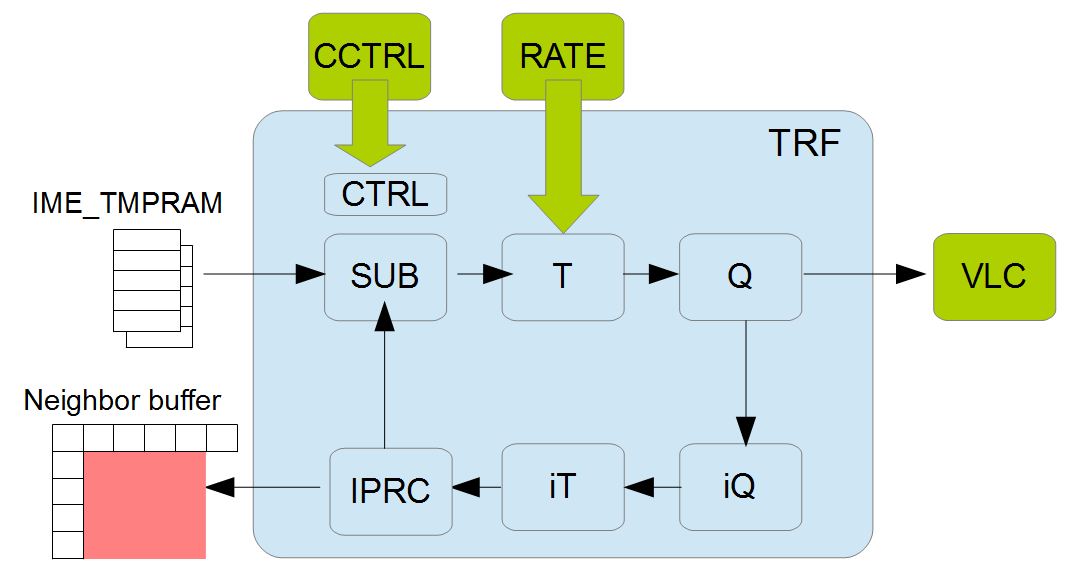 CCTRL
RATE
TRF
CTRL
IME_TMPRAM
SUB
T
Q
VLC
Neighbor buffer
IPRC
iT
iQ